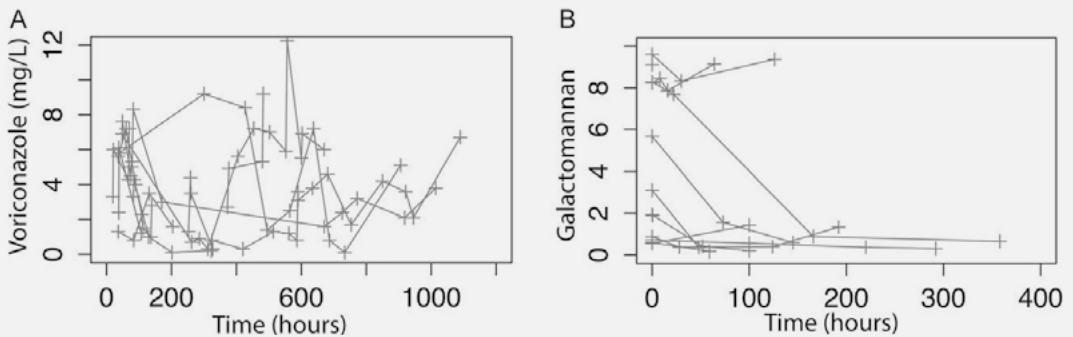 A
Voriconazole (mg/L)
0 4 8 12
0 200 600 1000
Time (hours)
B
Galactomannan
0 2 4 6 8
0 100 200 300 400
Time (hours)